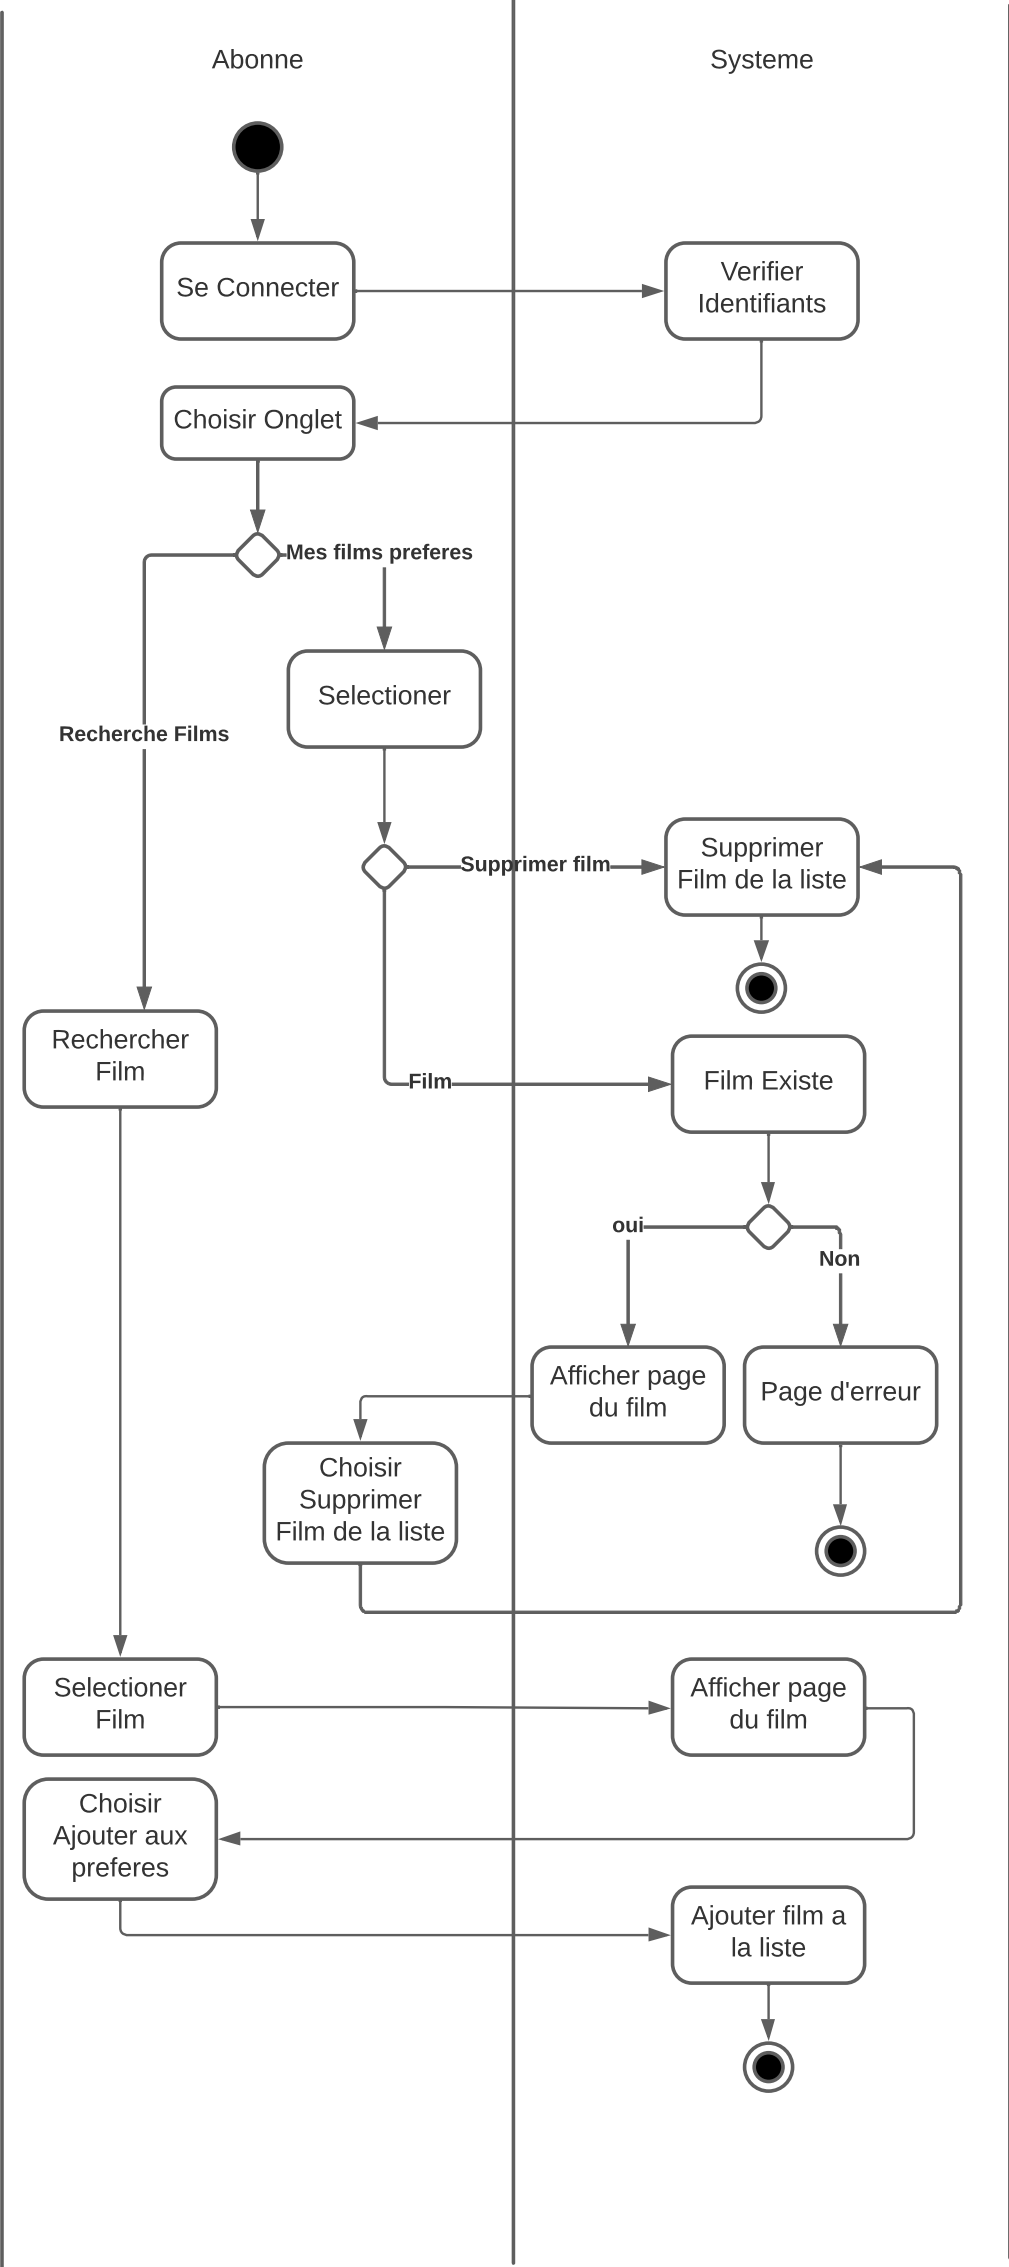 Abonne
Systeme
Se Connecter
Verifier
Identifiants
Choisir Onglet
Mes films preferes
Selectioner
Recherche Films
Supprimer film
Supprimer
Film de la liste
Rechercher
Film
Film
Film Existe
oui
Non
Afficher page
du film
Page d'erreur
Choisir
Supprimer
Film de la liste
Selectioner
Film
Afficher page
du film
Choisir
Ajouter aux
preferes
Ajouter film a
la liste